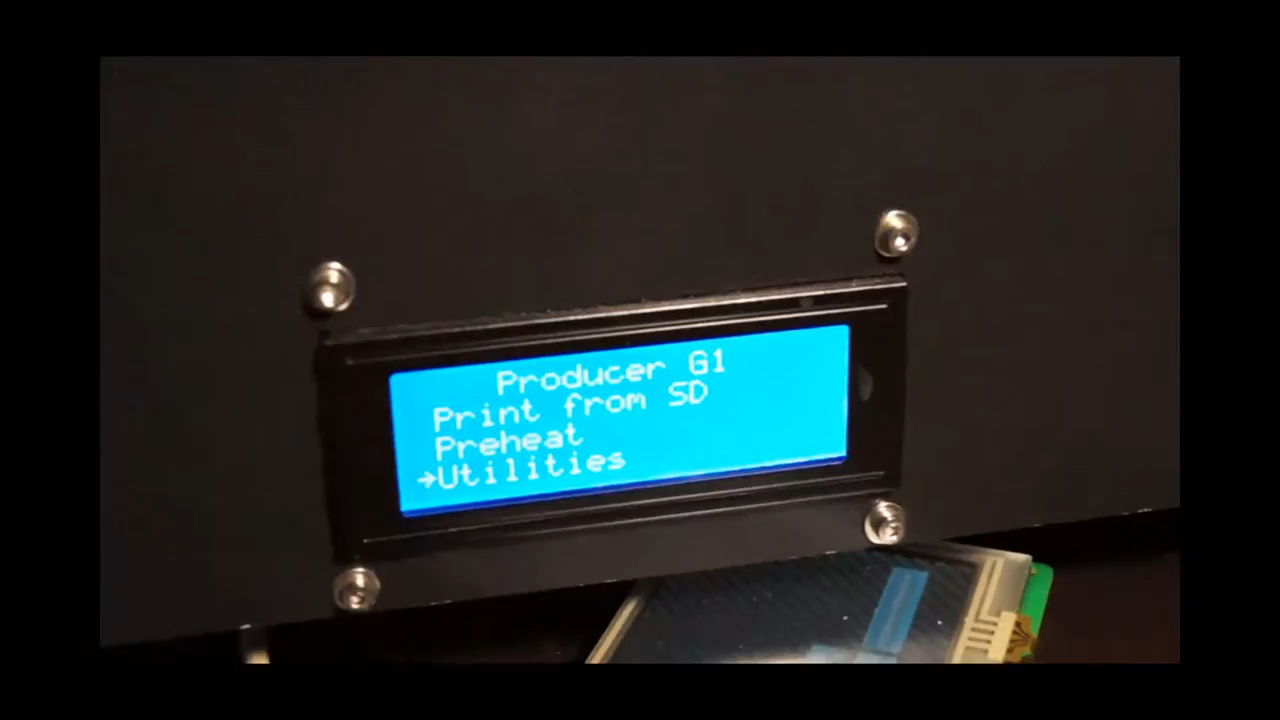 Producer G1
Print from SD
Preheat
→Utilities